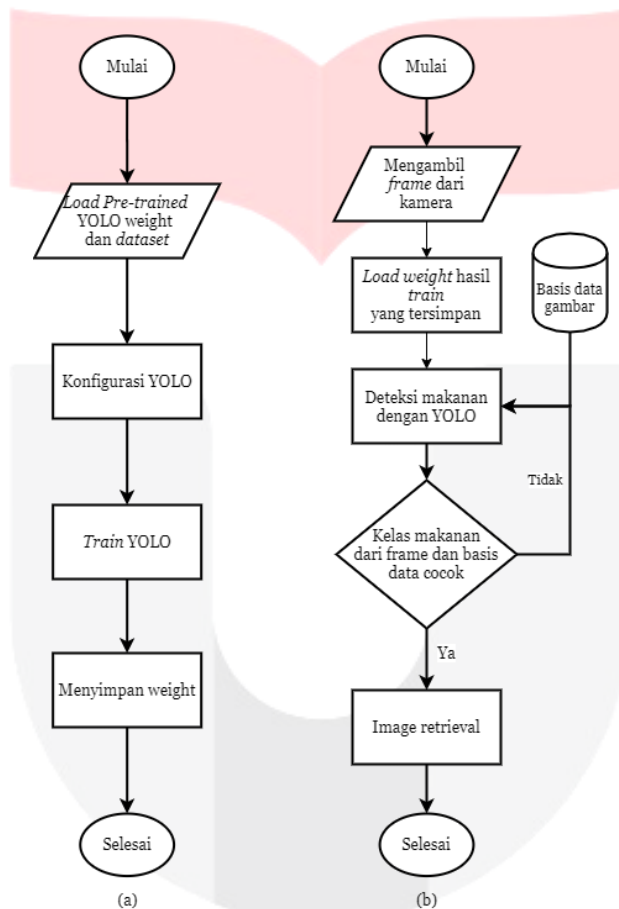 Mulai
Load Pre-trained
YOLO weight
dan dataset
Konfigurasi YOLO
Train YOLO
Menyimpan weight
Selesai
(a)
Mulai
Mengambil
frame dari
kamera
Load weight hasil
train
yang tersimpan
Basis data
gambar
Deteksi makanan
dengan YOLO
Tidak
Kelas makanan
dari frame dan basis
data cocok
Ya
Image retrieval
Selesai
(b)